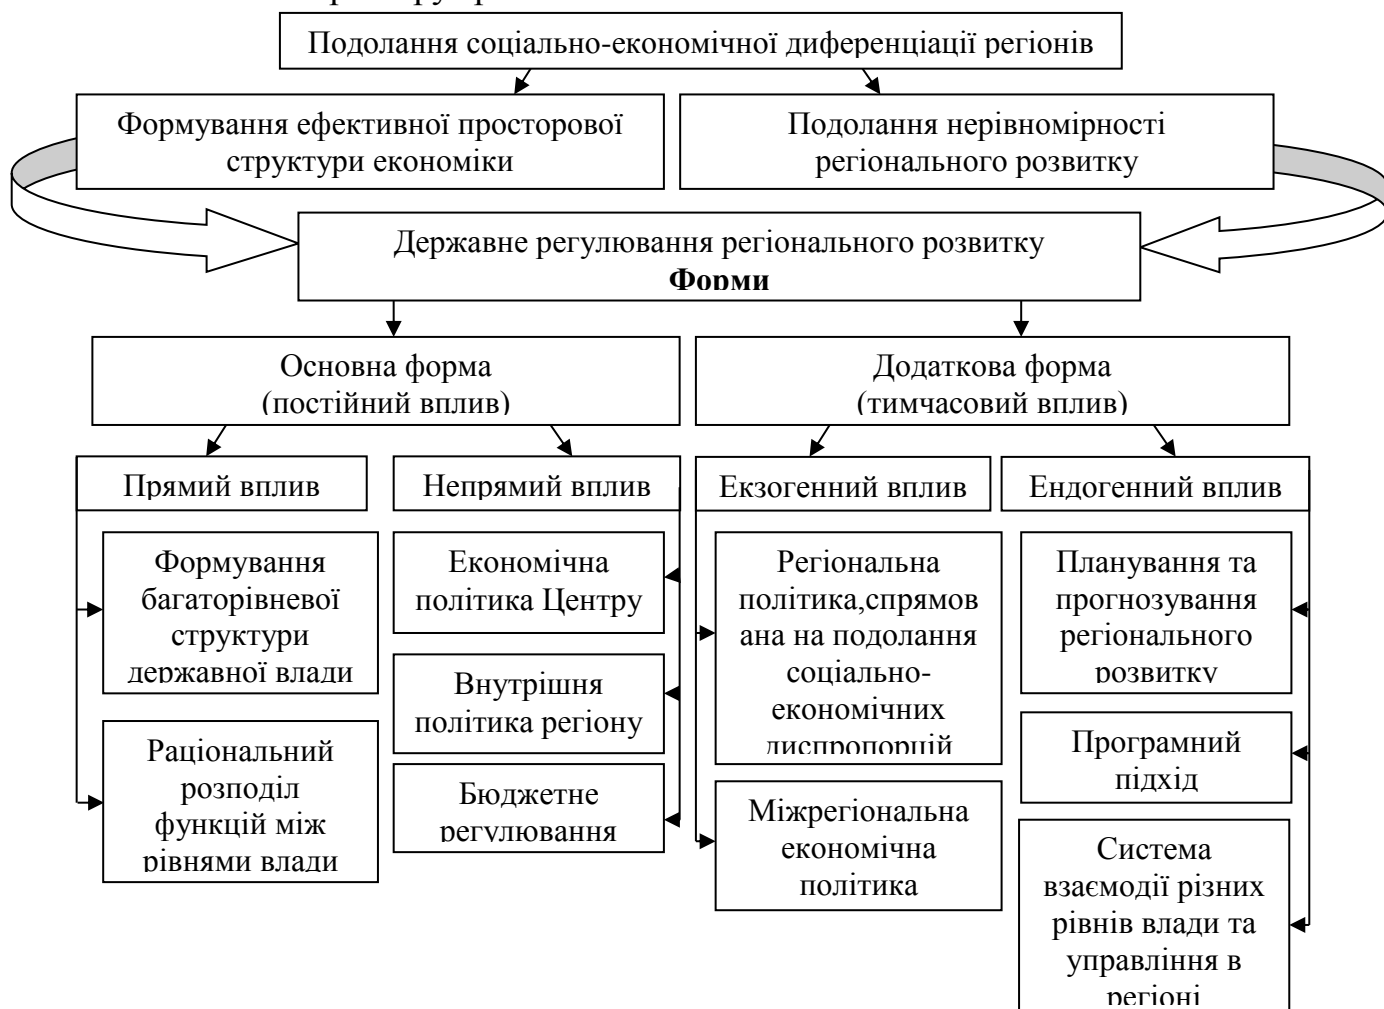 Подолання соціально-економічної диференціації регіонів
Формування ефективної просторової
структури економіки
Подолання нерівномірності
регіонального розвитку
Державне регулювання регіонального розвитку
Форми
Основна форма
(постійний вплив)
Додаткова форма
(тимчасовий вплив)
Прямий вплив
Непрямий вплив
Екзогенний вплив
Ендогенний вплив
Формування
багаторівневої
структури
державної влади
Раціональний
розподіл
функцій між
рівнями влади
Економічна
політика Центру
Внутрішня
політика регіону
Бюджетне
регулювання
Регіональна
політика,спрямов
ана на подолання
соціально-
економічних
диспропорцій
Міжрегіональна
економічна
політика
Планування та
прогнозування
регіонального
розвитку
Програмний
підхід
Система
взаємодії різних
рівнів влади та
управління в
регіоні